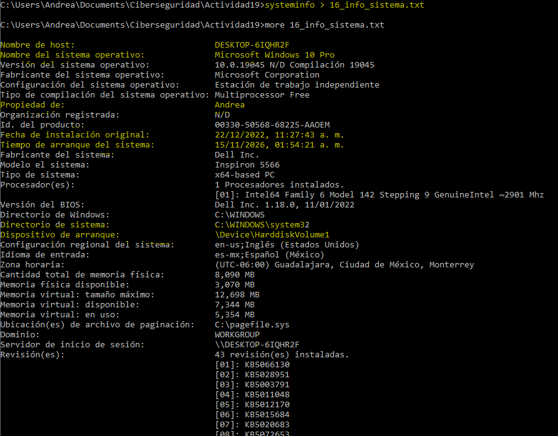 C:\Users\Andrea\Documents\Ciberseguridad\Actividad19>systeminfo > 16_info_sistema.txt
C:\Users\Andrea\Documents\Ciberseguridad\Actividad19>more 16_info_sistema.txt
Nombre de host: DESKTOP-6IQHR2F
Nombre del sistema operativo: Microsoft Windows 10 Pro
Versión del sistema operativo: 10.0.19045 N/D Compilación 19045
Fabricante del sistema operativo: Microsoft Corporation
Configuración del sistema operativo: Estación de trabajo independiente
Tipo de compilación del sistema operativo: Multiprocessor Free
Propiedad de: Andrea
Organización registrada: N/D
Id. del producto: 00330-50568-68225-AAOEM
Fecha de instalación original: 22/12/2022, 11:27:43 a. m.
Tiempo de arranque del sistema: 15/11/2026, 01:54:21 a. m.
Fabricante del sistema: Dell Inc.
Modelo el sistema: Inspiron 5566
Tipo de sistema: x64-based PC
Procesador(es): 1 Procesadores instalados.
[01]: Intel64 Family 6 Model 142 Stepping 9 GenuineIntel ~2901 Mhz
Versión del BIOS: Dell Inc. 1.18.0, 11/01/2022
Directorio de Windows: C:\WINDOWS
Directorio de sistema: C:\WINDOWS\system32
Dispositivo de arranque: \Device\HarddiskVolume1
Configuración regional del sistema: en-us;Inglés (Estados Unidos)
Idioma de entrada: es-mx;Español (México)
Zona horaria: (UTC-06:00) Guadalajara, Ciudad de México, Monterrey
Cantidad total de memoria física: 8,090 MB
Memoria física disponible: 3,070 MB
Memoria virtual: tamaño máximo: 12,698 MB
Memoria virtual: disponible: 7,344 MB
Memoria virtual: en uso: 5,354 MB
Ubicación(es) de archivo de paginación: C:\pagefile.sys
Dominio: WORKGROUP
Servidor de inicio de sesión: \\DESKTOP-6IQHR2F
Revisión(es): 43 revisión(es) instaladas.
[01]: KB5066130
[02]: KB5028951
[03]: KB5003791
[04]: KB5011048
[05]: KB5012170
[06]: KB5015684
[07]: KB5020683
[08]: KB5072653